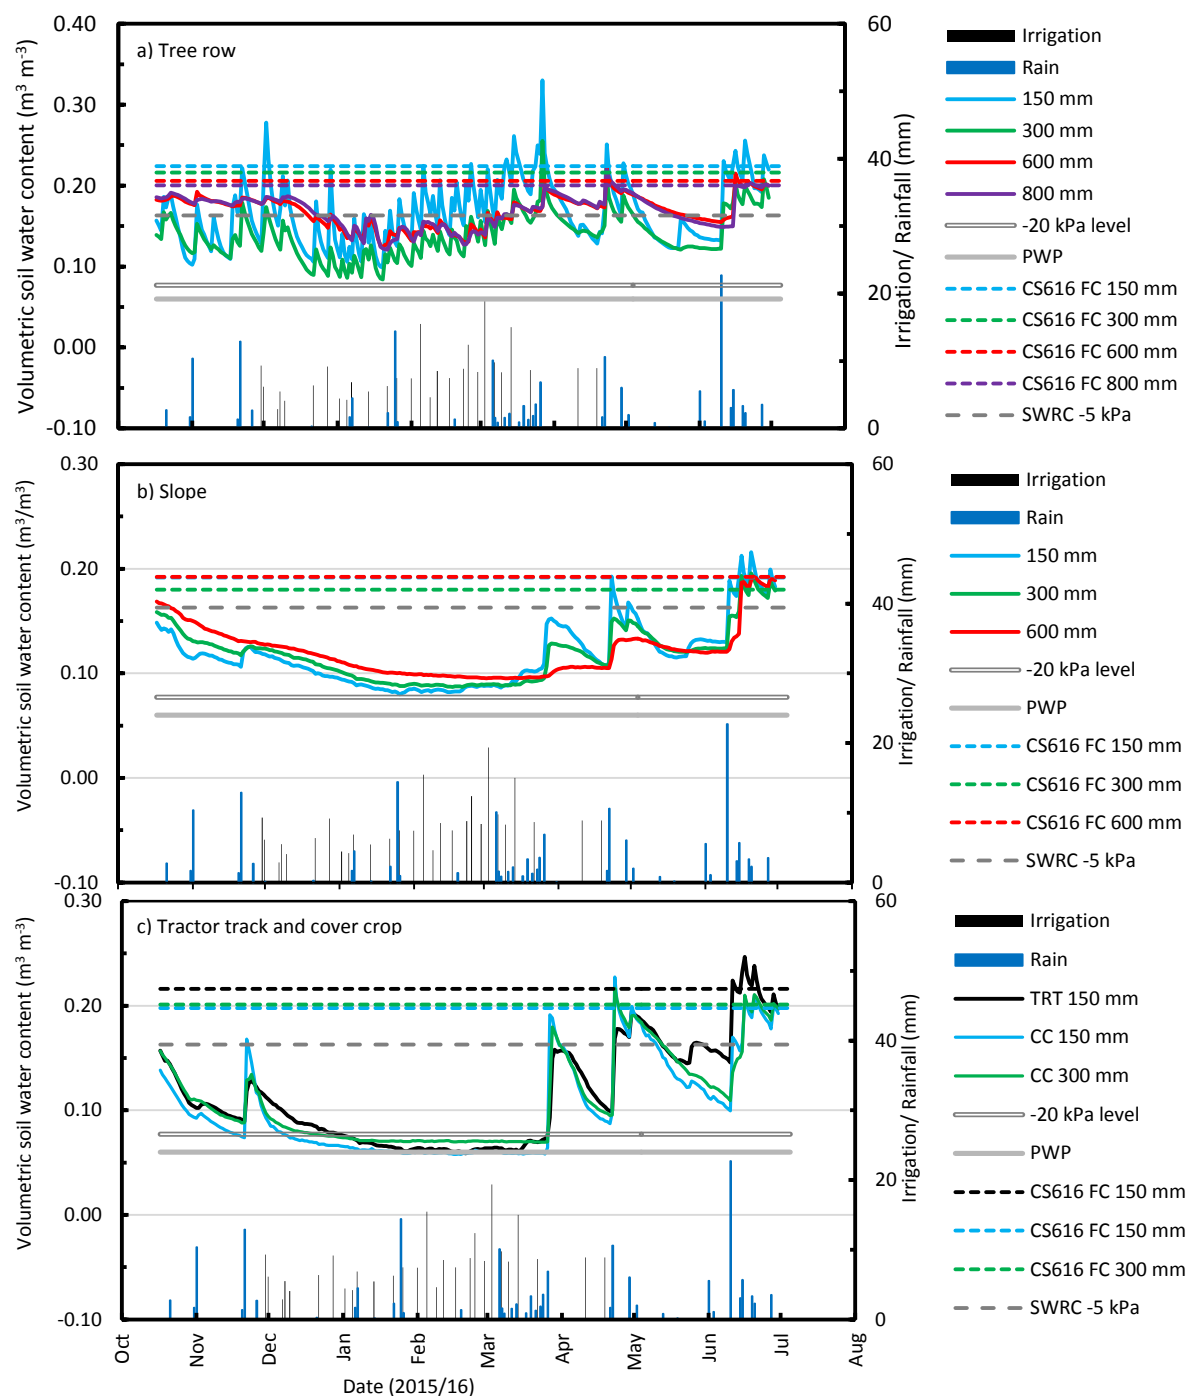 a) Tree row
Volumetric soil water content (m³ m⁻³)
0.40
0.30
0.20
0.10
0.00
-0.10
60
40
20
0
Irrigation/ Rainfall (mm)
Irrigation
Rain
150 mm
300 mm
600 mm
800 mm
-20 kPa level
PWP
CS616 FC 150 mm
CS616 FC 300 mm
CS616 FC 600 mm
CS616 FC 800 mm
SWRC -5 kPa
b) Slope
Volumetric soil water content (m³/m³)
0.30
0.20
0.10
0.00
-0.10
60
40
20
0
Irrigation/ Rainfall (mm)
Irrigation
Rain
150 mm
300 mm
600 mm
-20 kPa level
PWP
CS616 FC 150 mm
CS616 FC 300 mm
CS616 FC 600 mm
SWRC -5 kPa
c) Tractor track and cover crop
Volumetric soil water content (m³ m⁻³)
0.30
0.20
0.10
0.00
-0.10
60
40
20
0
Irrigation/ Rainfall (mm)
Irrigation
Rain
TRT 150 mm
CC 150 mm
CC 300 mm
-20 kPa level
PWP
CS616 FC 150 mm
CS616 FC 150 mm
CS616 FC 300 mm
SWRC -5 kPa
Oct Nov Dec Jan Feb Mar Apr May Jun Jul Aug
Date (2015/16)